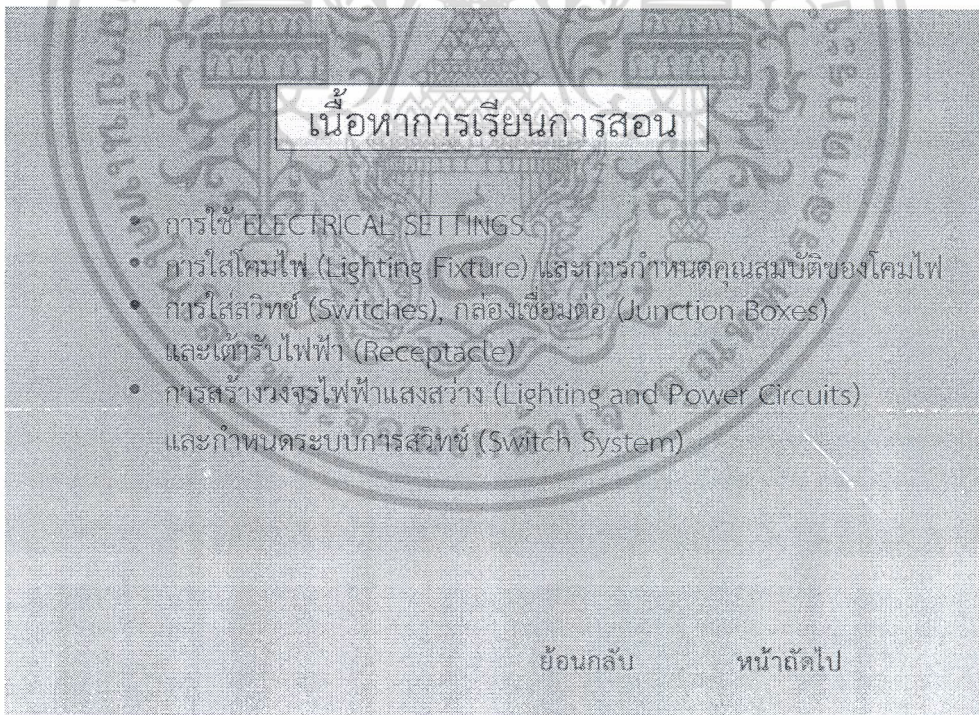 เนื้อหาการเรียนการสอน
• การใช้ ELECTRICAL SETTINGS
• การใส่โคมไฟ (Lighting Fixture) และการกำหนดคุณสมบัติของโคมไฟ
• การใส่สวิทช์ (Switches), กล่องเชื่อมต่อ (Junction Boxes)
และเต้ารับไฟฟ้า (Receptacle)
• การสร้างวงจรไฟฟ้าแสงสว่าง (Lighting and Power Circuits)
และกำหนดระบบการสวิทช์ (Switch System)
ย้อนกลับ หน้าถัดไป